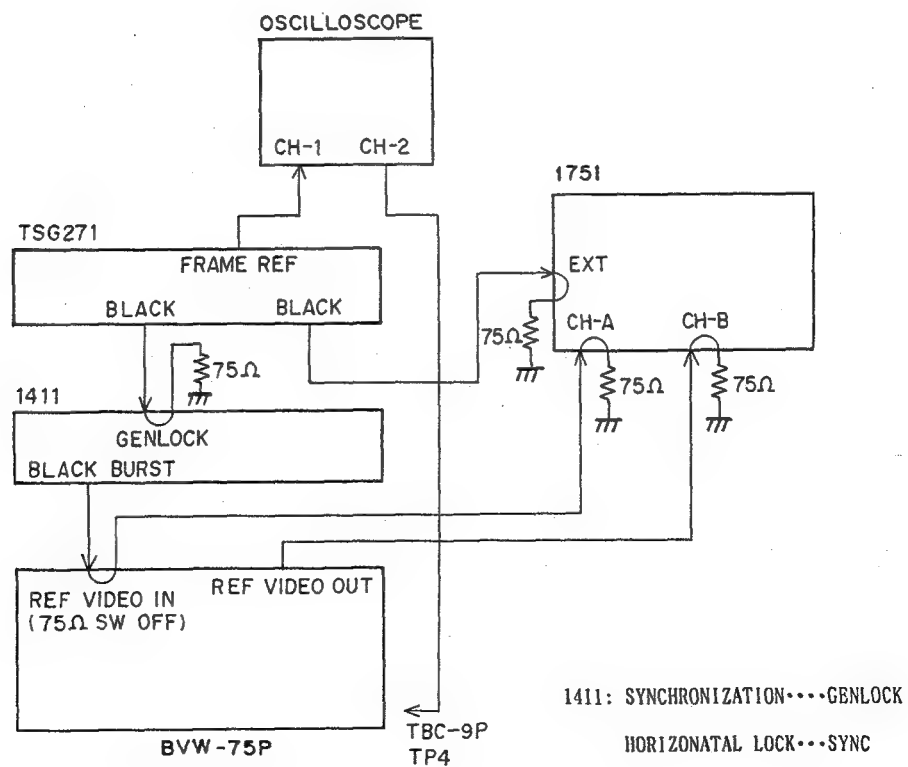 OSCILLOSCOPE
CH-1 CH-2
1751
TSG271
FRAME REF
EXT
BLACK BLACK
75Ω
CH-A CH-B
75Ω
75Ω 75Ω
1411
GENLOCK
BLACK BURST
REF VIDEO IN
(75Ω SW OFF)
REF VIDEO OUT
1411: SYNCHRONIZATION····GENLOCK
TBC-9P
TP4
HORIZONATAL LOCK···SYNC
BVW-75P